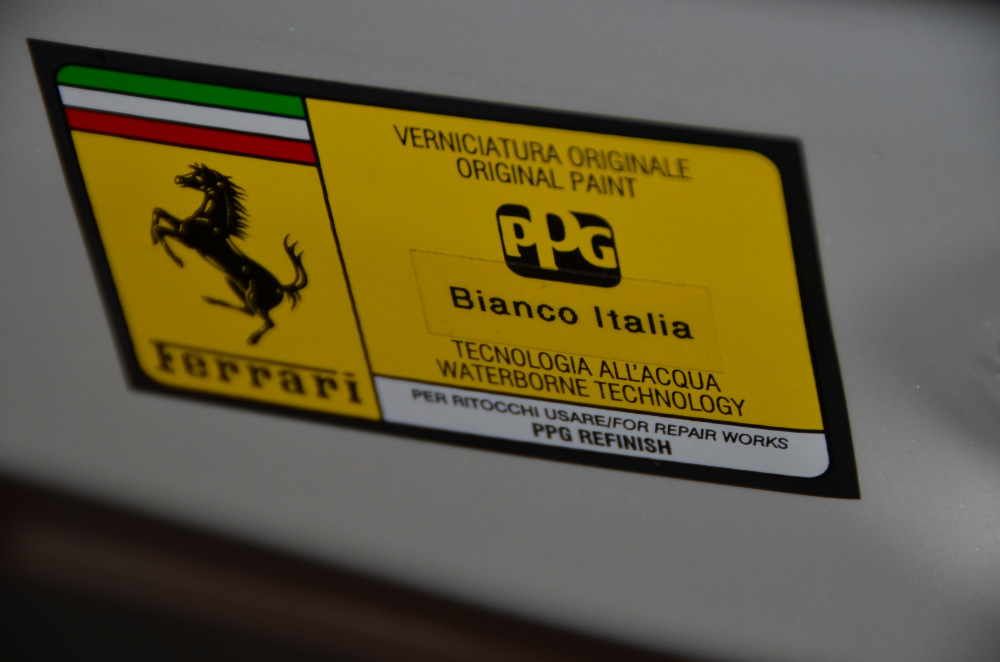 Ferrari
VERNICIATURA ORIGINALE
ORIGINAL PAINT
PPG
Bianco Italia
TECNOLOGIA ALL'ACQUA
WATERBORNE TECHNOLOGY
PER RITOCCHI USARE/FOR REPAIR WORKS
PPG REFINISH